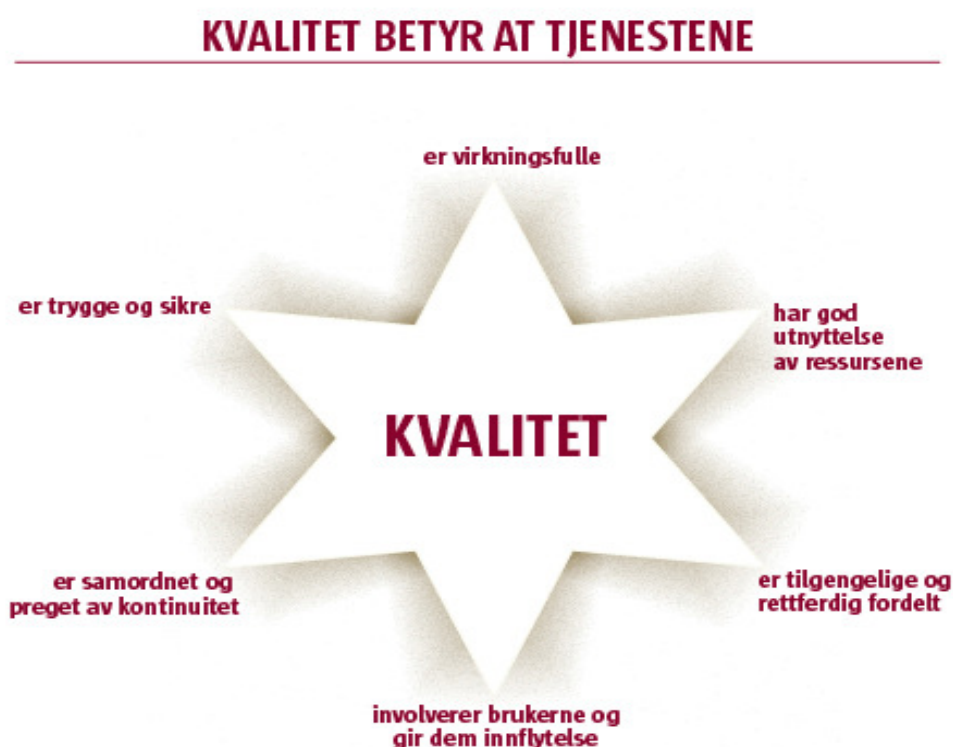 KVALITET BETYR AT TJENESTENE
er virkningsfulle
er trygge og sikre
har god
utnyttelse
av ressursene
KVALITET
er samordnet og
preget av kontinuitet
er tilgengelige og
rettferdig fordelt
involverer brukerne og
gir dem innflytelse